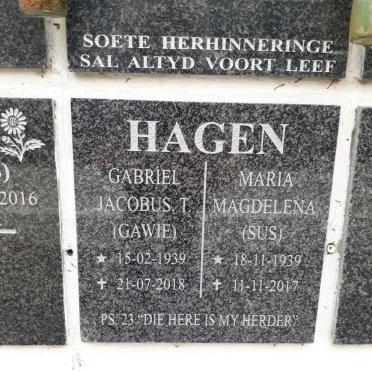 SOETE HERHINNERINGE
SAL ALTYD VOORT LEEF
)
2016
HAGEN
GABRIEL
JACOBUS. T.
(GAWIE)
★ 15-02-1939
✝ 21-07-2018
MARIA
MAGDELENA
(SUS)
★ 18-11-1939
✝ 11-11-2017
PS. 23 "DIE HERE IS MY HERDER"